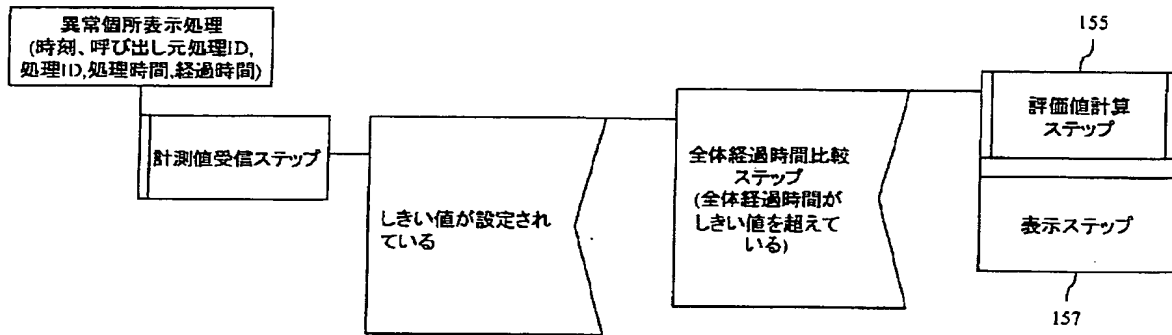 異常個所表示処理
(時刻、呼び出し元処理ID,
処理ID,処理時間、経過時間)
計測値受信ステップ
しきい値が設定され
ている
全体経過時間比較
ステップ
(全体経過時間が
しきい値を超えて
いる)
155
評価値計算
ステップ
表示ステップ
157